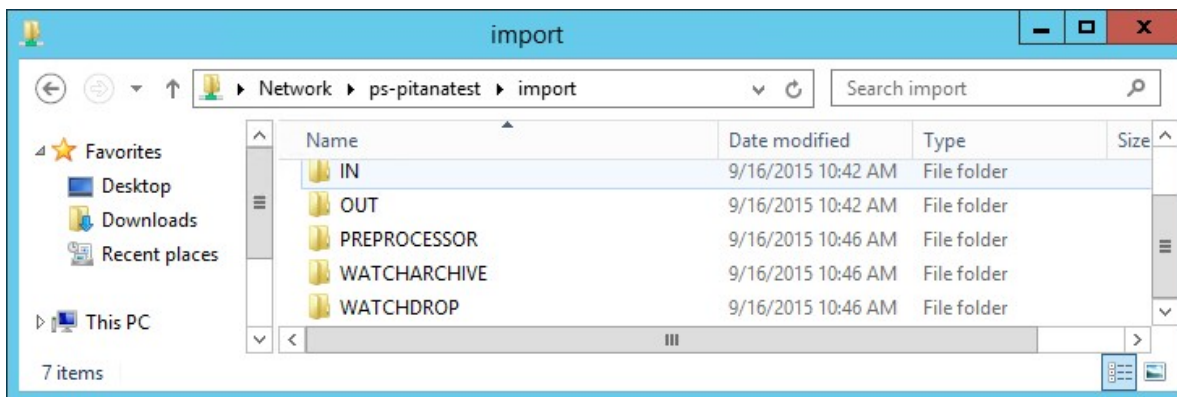 import
Network ps-pitanatest import
Search import
Favorites
Desktop
Downloads
Recent places
This PC
Name Date modified Type Size
IN 9/16/2015 10:42 AM File folder
OUT 9/16/2015 10:42 AM File folder
PREPROCESSOR 9/16/2015 10:46 AM File folder
WATCHARCHIVE 9/16/2015 10:46 AM File folder
WATCHDROP 9/16/2015 10:46 AM File folder
7 items